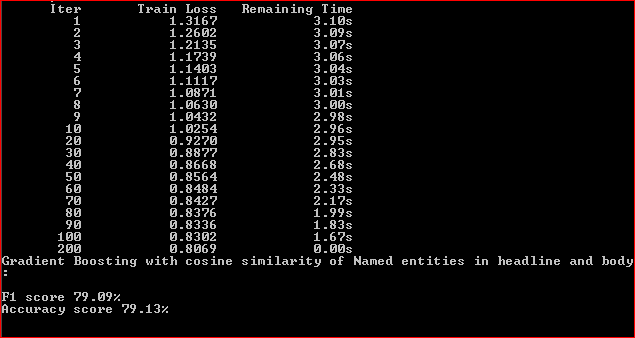 Iter Train Loss Remaining Time
1 1.3167 3.10s
2 1.2602 3.09s
3 1.2135 3.07s
4 1.1739 3.06s
5 1.1403 3.04s
6 1.1117 3.03s
7 1.0871 3.01s
8 1.0630 3.00s
9 1.0432 2.98s
10 1.0254 2.96s
20 0.9270 2.95s
30 0.8877 2.83s
40 0.8668 2.68s
50 0.8564 2.48s
60 0.8484 2.33s
70 0.8427 2.17s
80 0.8376 1.99s
90 0.8336 1.83s
100 0.8302 1.67s
200 0.8069 0.00s
Gradient Boosting with cosine similarity of Named entities in headline and body
:
F1 score 79.09%
Accuracy score 79.13%